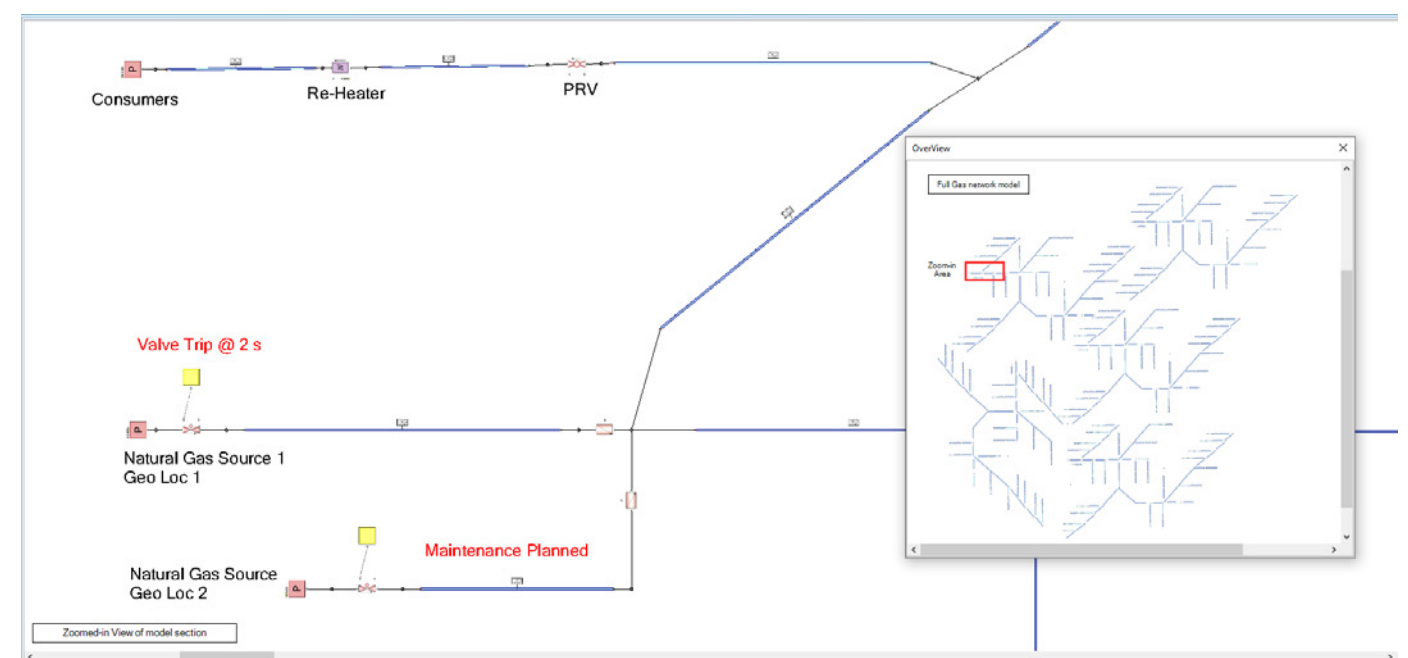 Consumers
Re-Heater
PRV
OverView
Full Gas network model
Zoom-in
Area
Valve Trip @ 2 s
Natural Gas Source 1
Geo Loc 1
Maintenance Planned
Natural Gas Source
Geo Loc 2
Zoomed-in View of model section
P
P
P